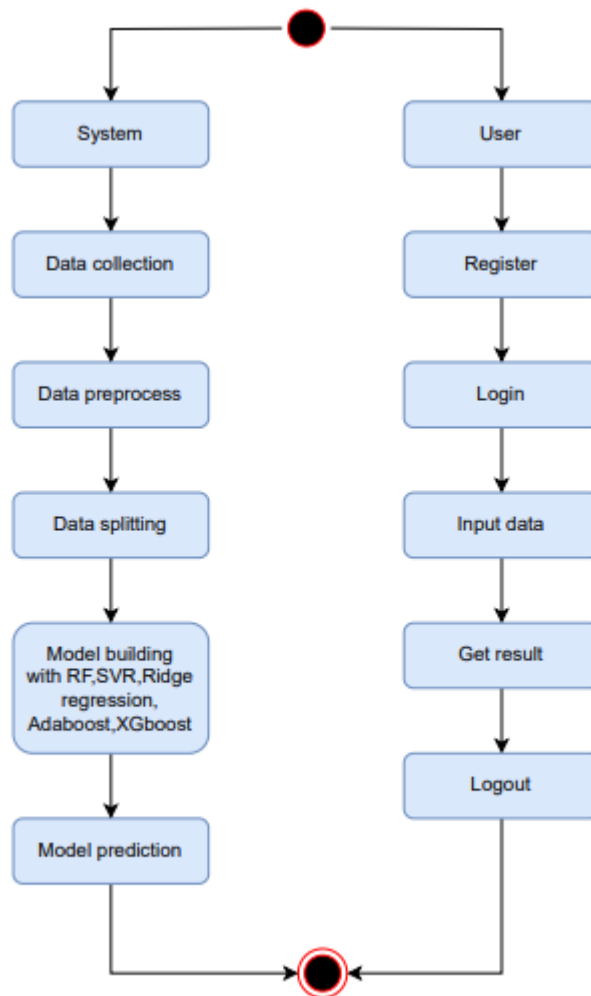 System
User
Data collection
Register
Data preprocess
Login
Data splitting
Input data
Model building
with RF,SVR,Ridge
regression,
Adaboost,XGboost
Get result
Logout
Model prediction